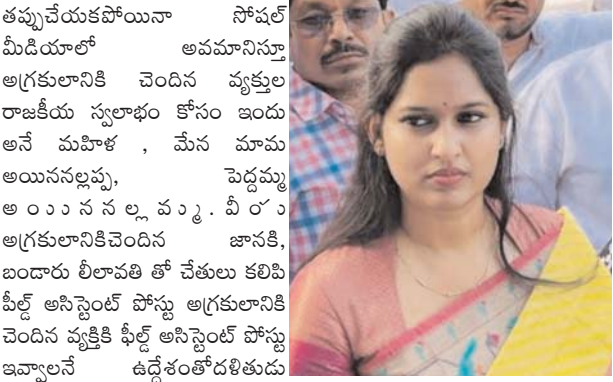 తప్పుచేయకపోయినా సోషల్
మీడియాలో అవమానిస్తూ
అగ్రకులానికి చెందిన వ్యక్తుల
రాజకీయ స్వలాభం కోసం ఇందు
అనే మహిళ , మేన మామ
అయిననల్లప్ప, పెద్దమ్మ
అయిననల్లవ్మ. వీరు
అగ్రకులానికిచెందిన జానకి,
బండారు లీలావతి తో చేతులు కలిపి
పీల్డ్ అసిస్టెంట్ పోస్టు అగ్రకులానికి
చెందిన వ్యక్తికి ఫీల్డ్ అసిస్టెంట్ పోస్టు
ఇవ్వాలనే ఉద్దేశంతోదళితుడు